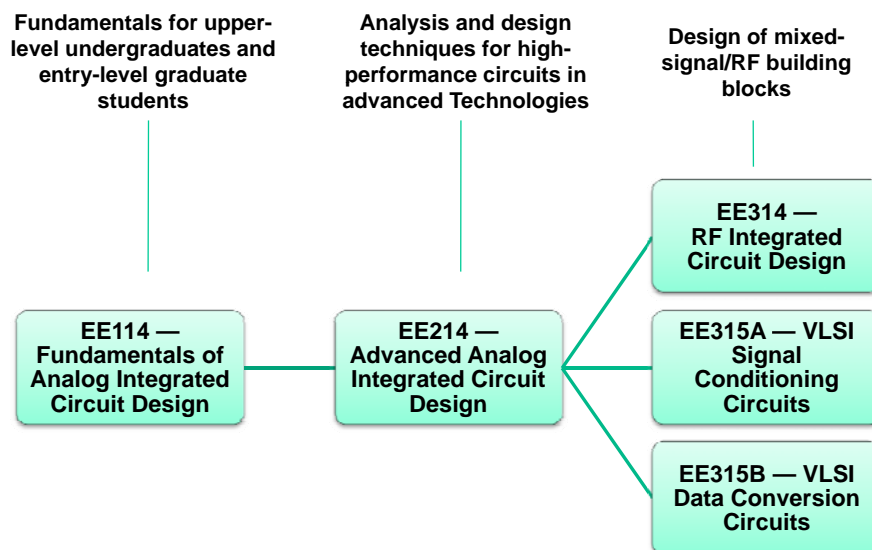 Fundamentals for upper-
level undergraduates and
entry-level graduate
students
Analysis and design
techniques for high-
performance circuits in
advanced Technologies
Design of mixed-
signal/RF building
blocks
EE114 —
Fundamentals of
Analog Integrated
Circuit Design
EE214 —
Advanced Analog
Integrated Circuit
Design
EE314 —
RF Integrated
Circuit Design
EE315A — VLSI
Signal
Conditioning
Circuits
EE315B — VLSI
Data Conversion
Circuits